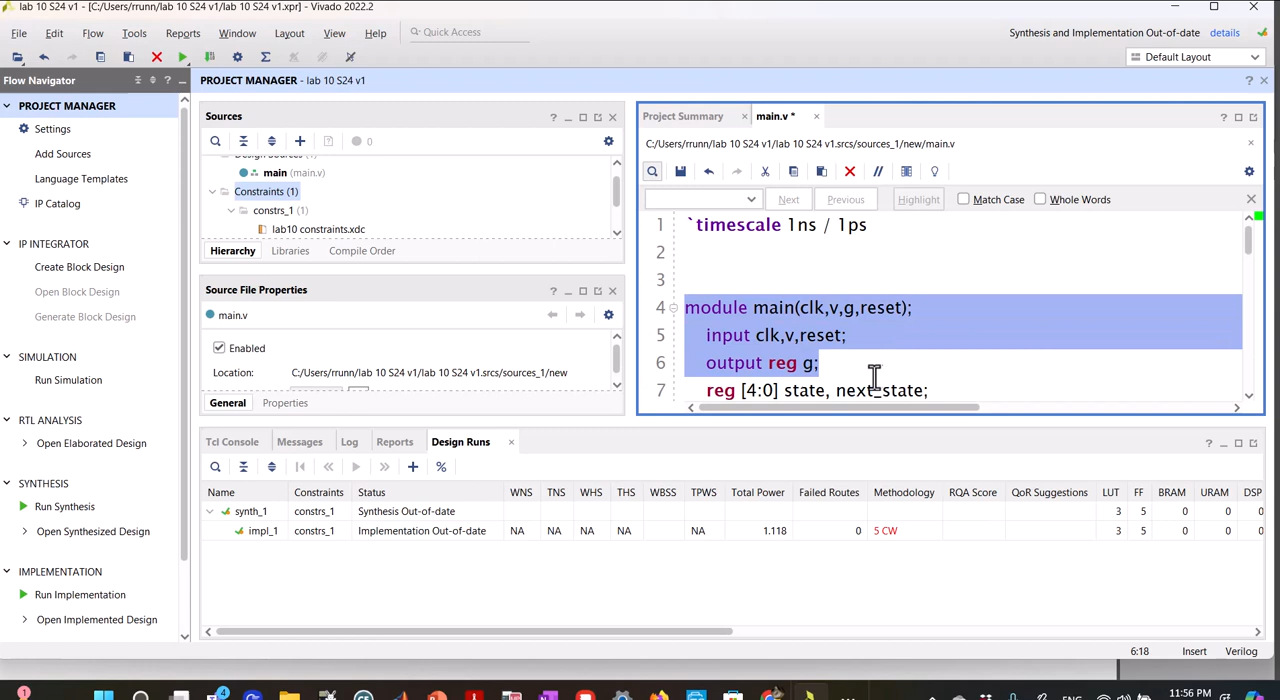 lab 10 S24 v1 - [C:/Users/rrunn/lab 10 S24 v1/lab 10 S24 v1.xpr] - Vivado 2022.2
File Edit Flow Tools Reports Window Layout View Help Quick Access
Synthesis and Implementation Out-of-date details
Default Layout
Flow Navigator
PROJECT MANAGER - lab 10 S24 v1
PROJECT MANAGER
Settings
Add Sources
Language Templates
IP Catalog
IP INTEGRATOR
Create Block Design
Open Block Design
Generate Block Design
SIMULATION
Run Simulation
RTL ANALYSIS
Open Elaborated Design
SYNTHESIS
Run Synthesis
Open Synthesized Design
IMPLEMENTATION
Run Implementation
Open Implemented Design
Sources
0
Design Sources
main (main.v)
Constraints (1)
constrs_1 (1)
lab10 constraints.xdc
Hierarchy Libraries Compile Order
Source File Properties
main.v
Enabled
Location: C:/Users/rrunn/lab 10 S24 v1/lab 10 S24 v1.srcs/sources_1/new
General Properties
Project Summary main.v *
C:/Users/rrunn/lab 10 S24 v1/lab 10 S24 v1.srcs/sources_1/new/main.v
Next Previous Highlight Match Case Whole Words
1 `timescale 1ns / 1ps
2
3
4 module main(clk,v,g,reset);
5 input clk,v,reset;
6 output reg g;
7 reg [4:0] state, next_state;
Tcl Console Messages Log Reports Design Runs
Name Constraints Status WNS TNS WHS THS WBSS TPWS Total Power Failed Routes Methodology RQA Score QoR Suggestions LUT FF BRAM URAM DSP
synth_1 constrs_1 Synthesis Out-of-date 3 5 0 0 0
impl_1 constrs_1 Implementation Out-of-date NA NA NA NA NA 1.118 0 5 CW 3 5 0 0 0
6:18 Insert Verilog
1 4 ENG 11:56 PM